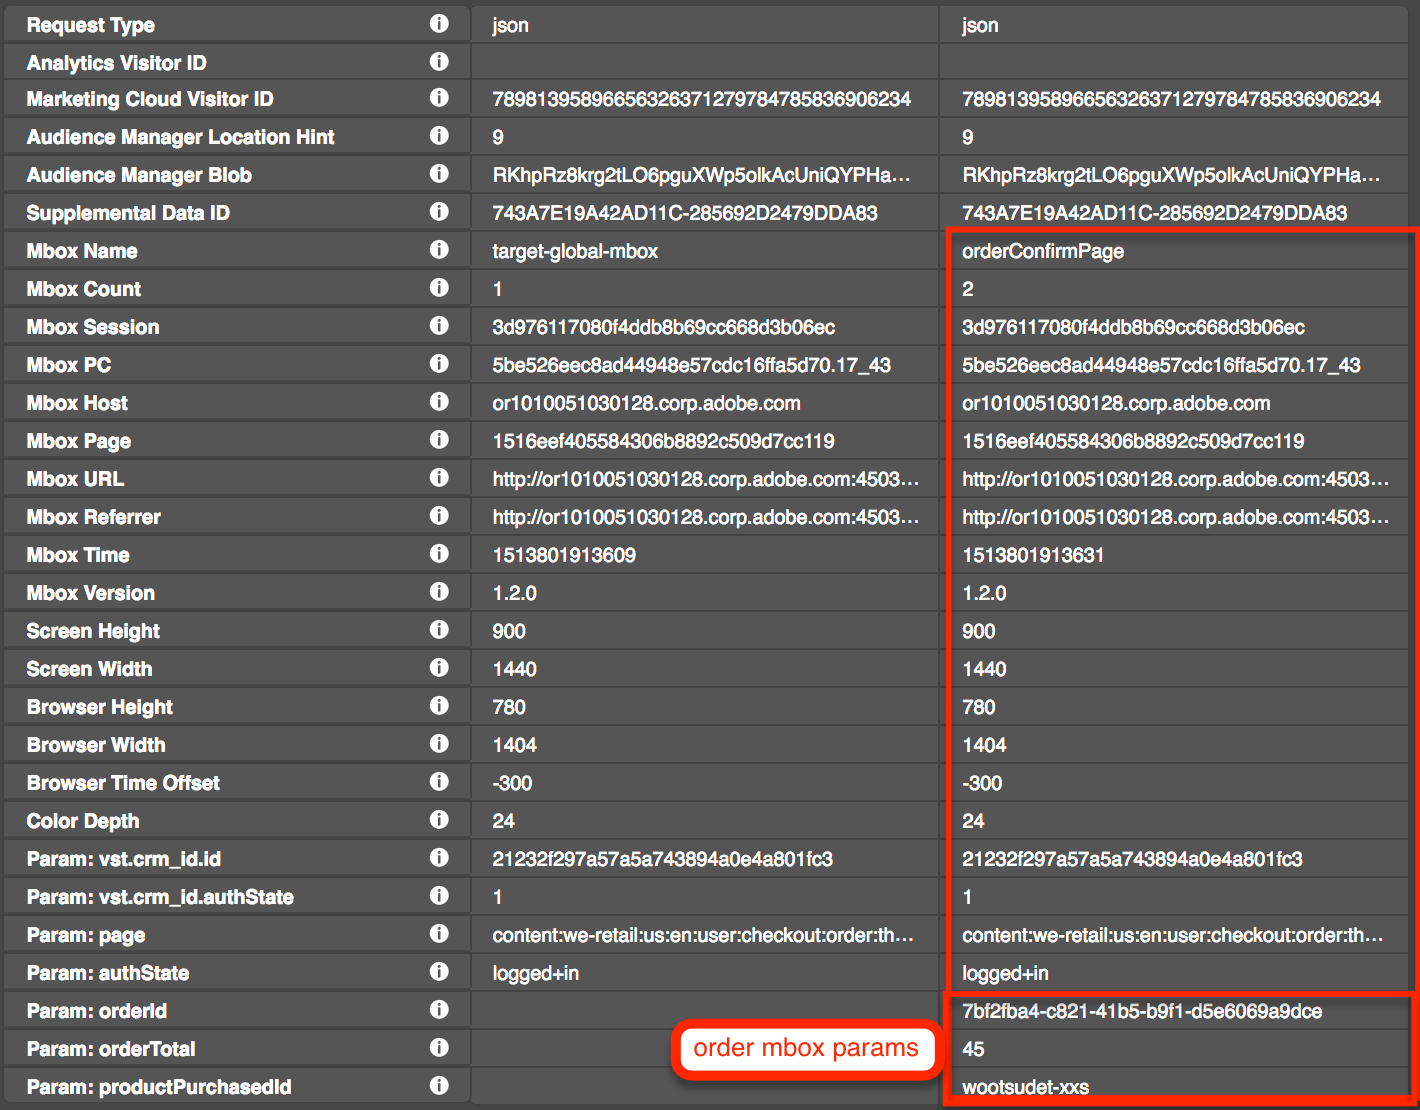 Request Type json json
Analytics Visitor ID
Marketing Cloud Visitor ID 78981395896656326371279784785836906234 78981395896656326371279784785836906234
Audience Manager Location Hint 9 9
Audience Manager Blob RKhpRz8krg2tLO6pguXWp5olkAcUniQYPHa... RKhpRz8krg2tLO6pguXWp5olkAcUniQYPHa...
Supplemental Data ID 743A7E19A42AD11C-285692D2479DDA83 743A7E19A42AD11C-285692D2479DDA83
Mbox Name target-global-mbox orderConfirmPage
Mbox Count 1 2
Mbox Session 3d976117080f4ddb8b69cc668d3b06ec 3d976117080f4ddb8b69cc668d3b06ec
Mbox PC 5be526eec8ad44948e57cdc16ffa5d70.17_43 5be526eec8ad44948e57cdc16ffa5d70.17_43
Mbox Host or1010051030128.corp.adobe.com or1010051030128.corp.adobe.com
Mbox Page 1516eef405584306b8892c509d7cc119 1516eef405584306b8892c509d7cc119
Mbox URL http://or1010051030128.corp.adobe.com:4503... http://or1010051030128.corp.adobe.com:4503...
Mbox Referrer http://or1010051030128.corp.adobe.com:4503... http://or1010051030128.corp.adobe.com:4503...
Mbox Time 1513801913609 1513801913631
Mbox Version 1.2.0 1.2.0
Screen Height 900 900
Screen Width 1440 1440
Browser Height 780 780
Browser Width 1404 1404
Browser Time Offset -300 -300
Color Depth 24 24
Param: vst.crm_id.id 21232f297a57a5a743894a0e4a801fc3 21232f297a57a5a743894a0e4a801fc3
Param: vst.crm_id.authState 1 1
Param: page content:we-retail:us:en:user:checkout:order:th... content:we-retail:us:en:user:checkout:order:th...
Param: authState logged+in logged+in
Param: orderId 7bf2fba4-c821-41b5-b9f1-d5e6069a9dce
Param: orderTotal order mbox params 45
Param: productPurchasedId wootsudet-xxs